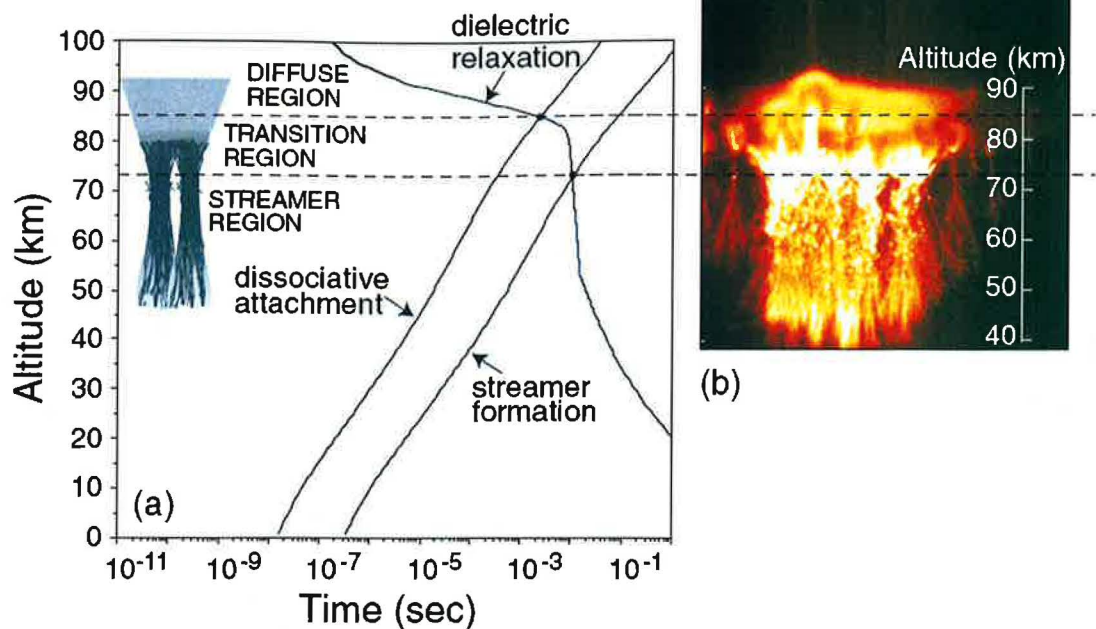 100
90
80
70
60
50
40
30
20
10
0
Altitude (km)
DIFFUSE
REGION
TRANSITION
REGION
STREAMER
REGION
dielectric
relaxation
dissociative
attachment
streamer
formation
(a)
10-11
10-9
10-7
10-5
10-3
10-1
Time (sec)
Altitude (km)
90
80
70
60
50
40
(b)